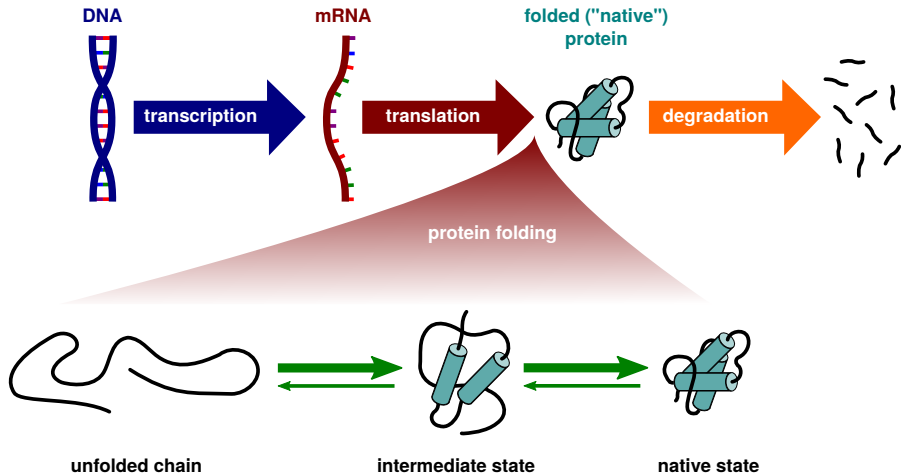 DNA
mRNA
folded ("native")
protein
transcription
translation
degradation
protein folding
unfolded chain
intermediate state
native state